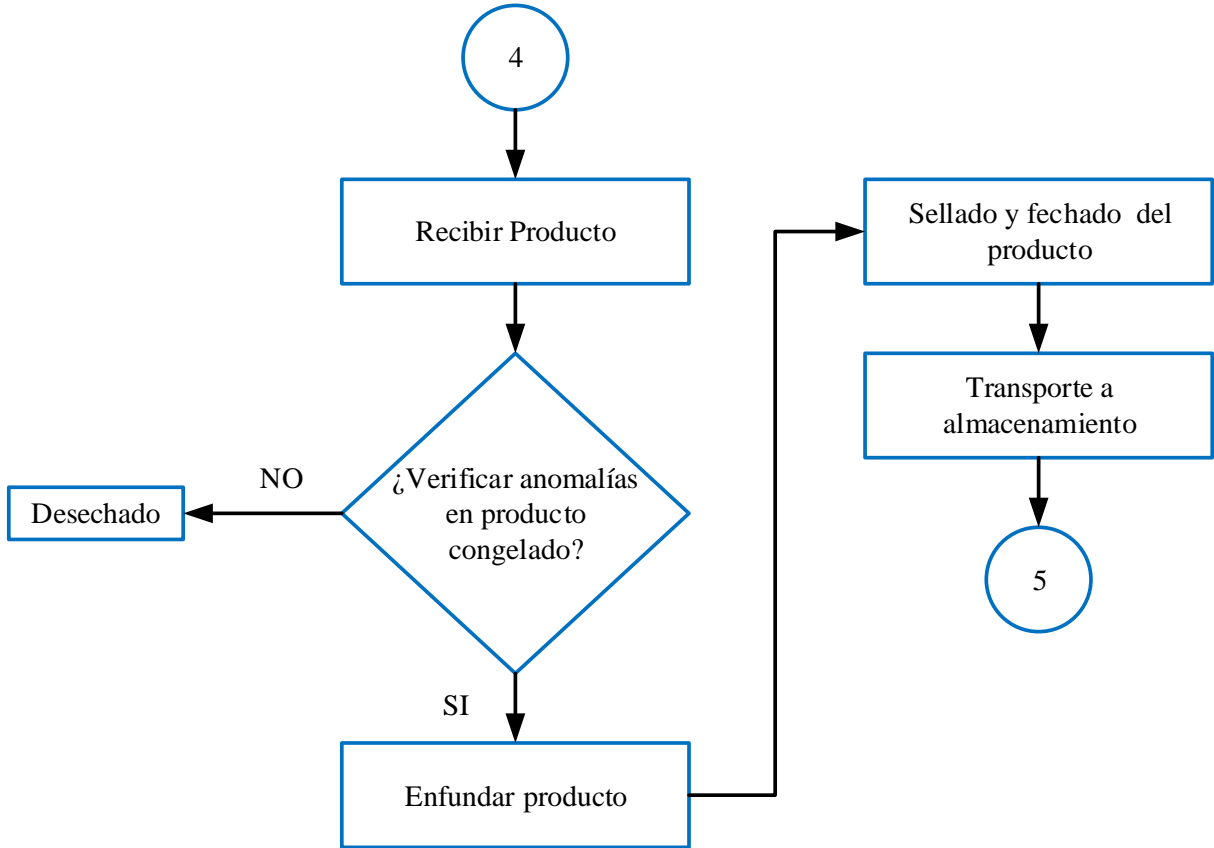 4
Recibir Producto
¿Verificar anomalías
en producto
congelado?
NO
Desechado
SI
Enfundar producto
Sellado y fechado del
producto
Transporte a
almacenamiento
5